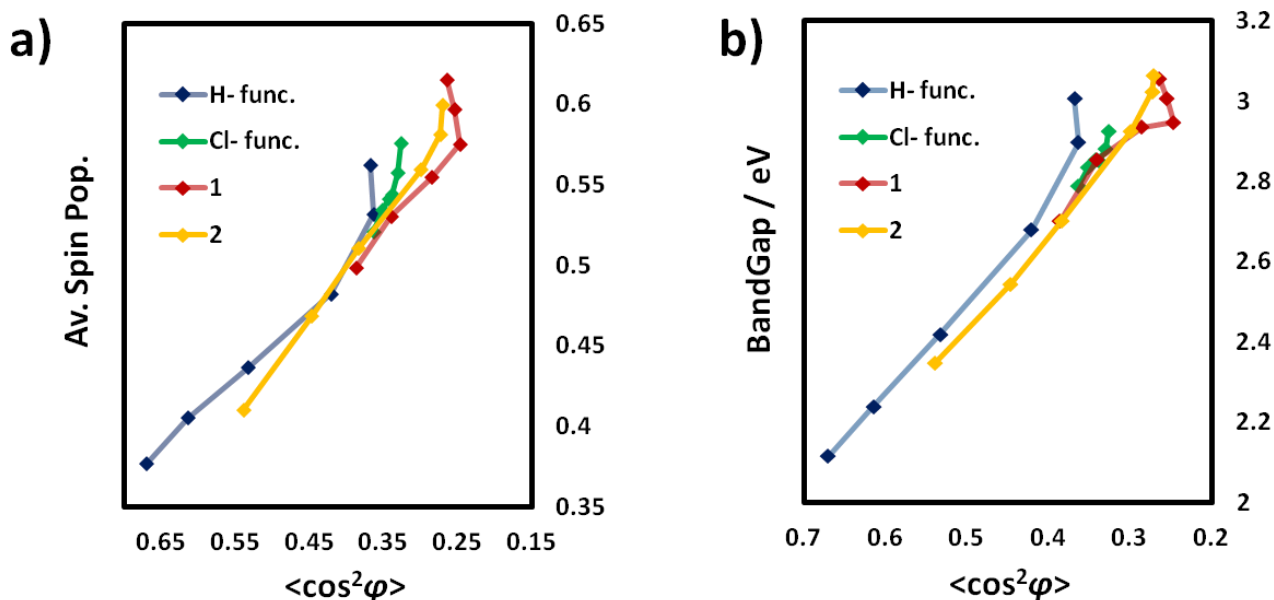 a)
H- func.
Cl- func.
1
2
Av. Spin Pop.
0.65
0.6
0.55
0.5
0.45
0.4
0.35
0.65 0.55 0.45 0.35 0.25 0.15
<cos²φ>
b)
H- func.
Cl- func.
1
2
BandGap / eV
3.2
3
2.8
2.6
2.4
2.2
2
0.7 0.6 0.5 0.4 0.3 0.2
<cos²φ>